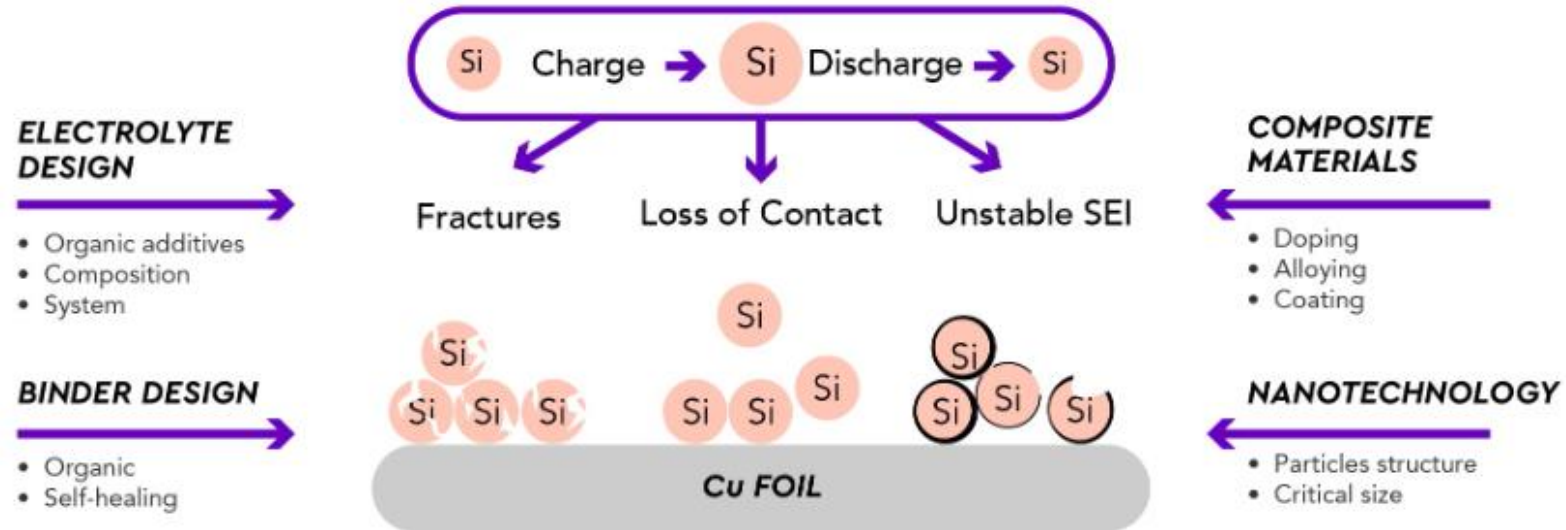 Si Charge Si Discharge Si
ELECTROLYTE
DESIGN
• Organic additives
• Composition
• System
BINDER DESIGN
• Organic
• Self-healing
Fractures
Loss of Contact
Unstable SEI
Si
Si Si Si
Si
Si Si Si
Si
Si Si Si
Cu FOIL
COMPOSITE
MATERIALS
• Doping
• Alloying
• Coating
NANOTECHNOLOGY
• Particles structure
• Critical size